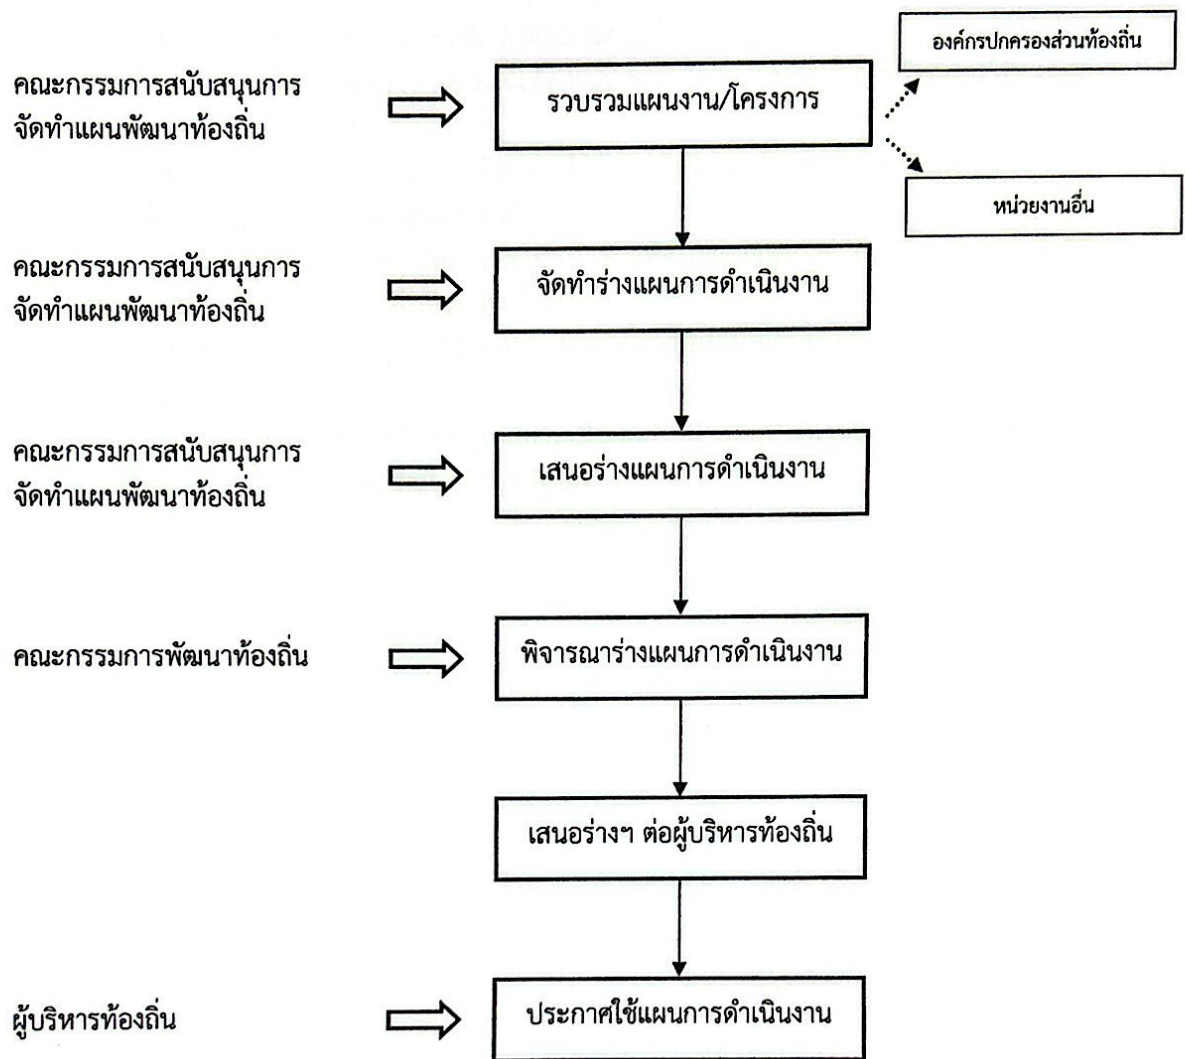 องค์กรปกครองส่วนท้องถิ่น
คณะกรรมการสนับสนุนการ
จัดทำแผนพัฒนาท้องถิ่น
รวบรวมแผนงาน/โครงการ
หน่วยงานอื่น
คณะกรรมการสนับสนุนการ
จัดทำแผนพัฒนาท้องถิ่น
จัดทำร่างแผนการดำเนินงาน
คณะกรรมการสนับสนุนการ
จัดทำแผนพัฒนาท้องถิ่น
เสนอร่างแผนการดำเนินงาน
คณะกรรมการพัฒนาท้องถิ่น
พิจารณาร่างแผนการดำเนินงาน
เสนอร่างฯ ต่อผู้บริหารท้องถิ่น
ผู้บริหารท้องถิ่น
ประกาศใช้แผนการดำเนินงาน